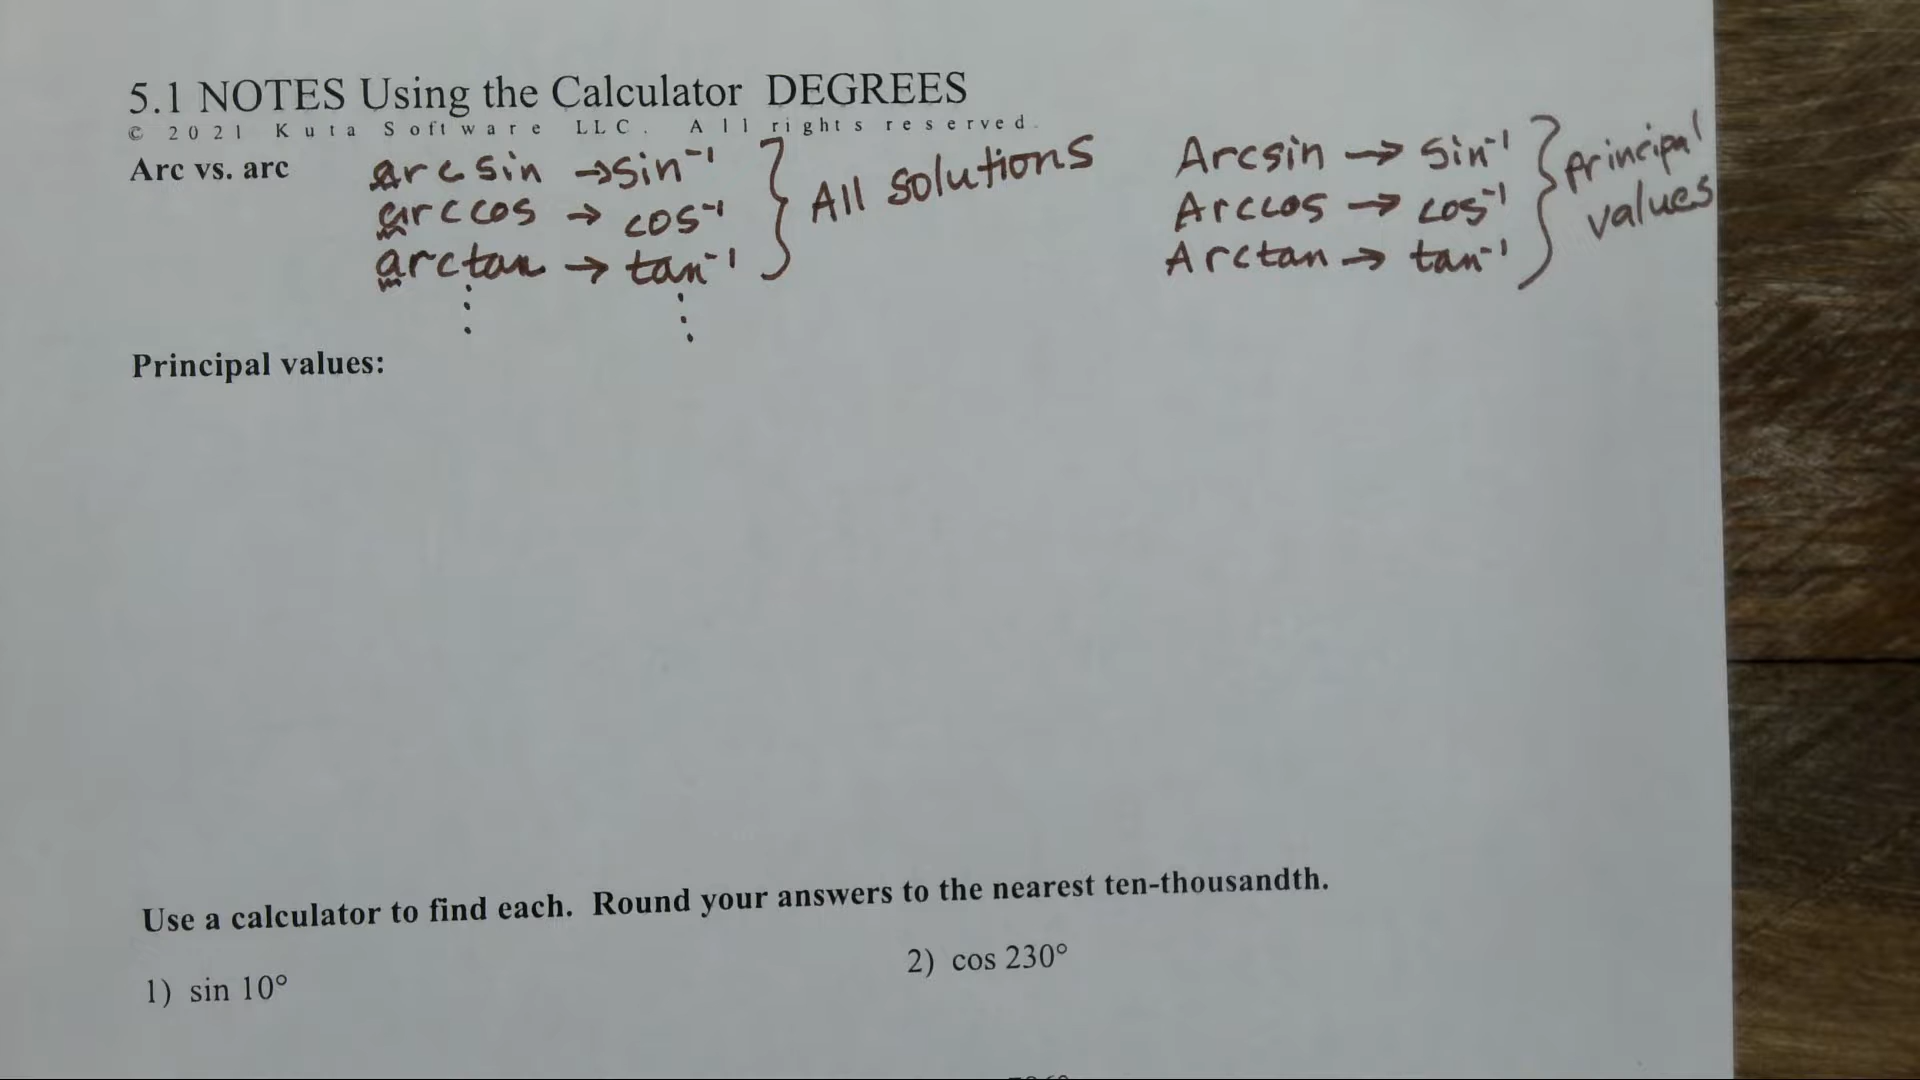 5.1 NOTES Using the Calculator DEGREES
© 2021 Kuta Software LLC. All rights reserved.
Arc vs. arc
arcsin → sin⁻¹
arccos → cos⁻¹
arctan → tan⁻¹
All solutions
Arcsin → sin⁻¹
Arccos → cos⁻¹
Arctan → tan⁻¹
principal
values
Principal values:
Use a calculator to find each. Round your answers to the nearest ten-thousandth.
1) sin 10°
2) cos 230°